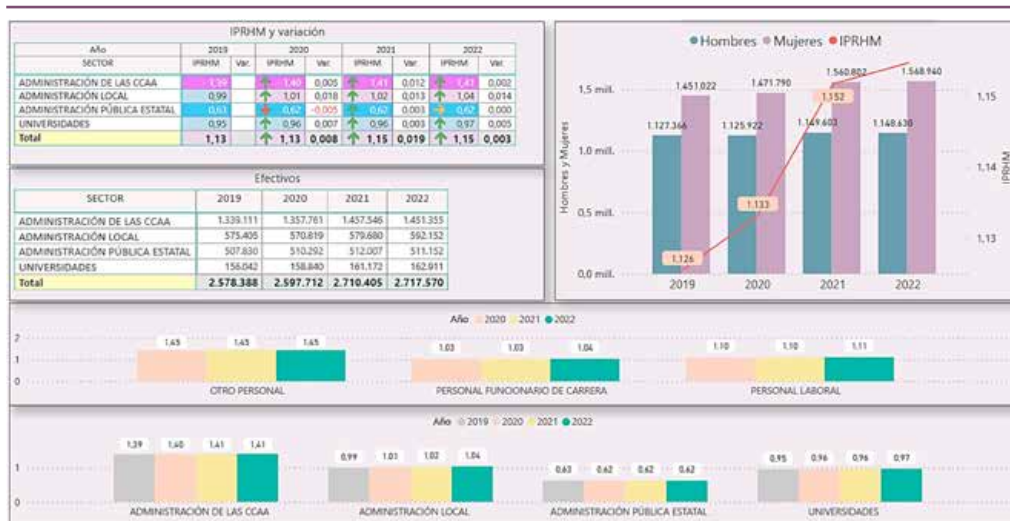 IPRHM y variación
Año 2019 2020 2021 2022
SECTOR IPRHM Var. IPRHM Var. IPRHM Var. IPRHM Var.
ADMINISTRACIÓN DE LAS CCAA 1,39 1,40 0,005 1,41 0,012 1,41 0,002
ADMINISTRACIÓN LOCAL 0,99 1,01 0,018 1,02 0,013 1,04 0,014
ADMINISTRACIÓN PÚBLICA ESTATAL 0,63 0,62 -0,005 0,62 0,003 0,62 0,000
UNIVERSIDADES 0,95 0,96 0,007 0,96 0,003 0,97 0,005
Total 1,13 1,13 0,008 1,15 0,019 1,15 0,003
Efectivos
SECTOR 2019 2020 2021 2022
ADMINISTRACIÓN DE LAS CCAA 1.339.111 1.357.761 1.457.546 1.451.355
ADMINISTRACIÓN LOCAL 575.405 570.819 579.680 592.152
ADMINISTRACIÓN PÚBLICA ESTATAL 507.830 510.292 512.007 511.152
UNIVERSIDADES 156.042 158.840 161.172 162.911
Total 2.578.388 2.597.712 2.710.405 2.717.570
Hombres Mujeres IPRHM
Hombres y Mujeres
1,5 mill.
1,0 mill.
0,5 mill.
0,0 mill.
1.127.366 1.451.022 1.125.922 1.471.790 1.149.603 1.560.802 1.148.630 1.568.940
1,126 1,133 1,152
1,15
1,14
1,13
IPRHM
2019 2020 2021 2022
Año 2020 2021 2022
2
1
0
1,45 1,45 1,45 1,03 1,03 1,04 1,10 1,10 1,11
OTRO PERSONAL PERSONAL FUNCIONARIO DE CARRERA PERSONAL LABORAL
Año 2019 2020 2021 2022
1
0
1,39 1,40 1,41 1,41 0,99 1,01 1,02 1,04 0,63 0,62 0,62 0,62 0,95 0,96 0,96 0,97
ADMINISTRACIÓN DE LAS CCAA ADMINISTRACIÓN LOCAL ADMINISTRACIÓN PÚBLICA ESTATAL UNIVERSIDADES